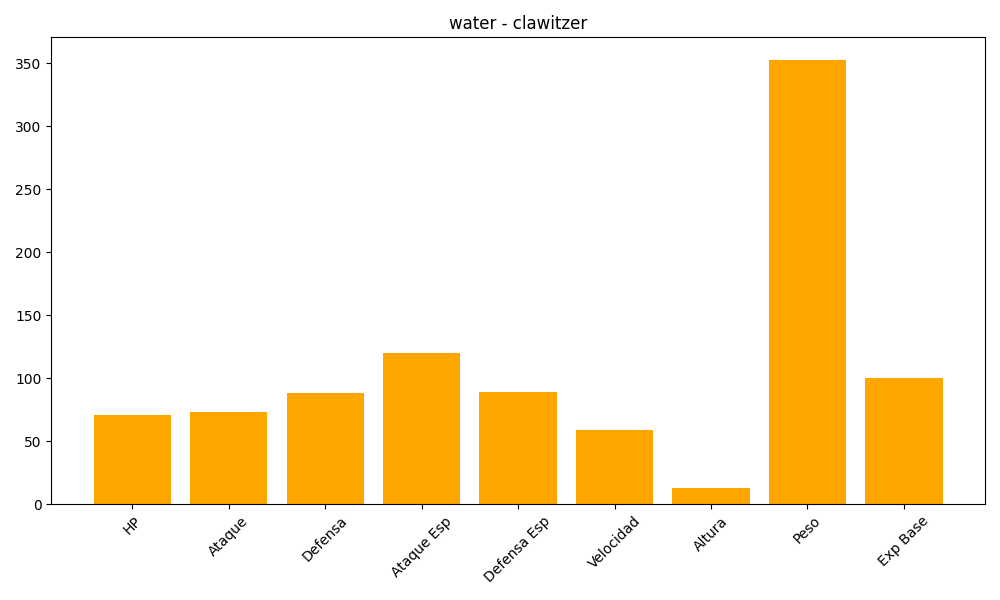 water - clawitzer
350
300
250
200
150
100
50
0
HP
Ataque
Defensa
Ataque Esp
Defensa Esp
Velocidad
Altura
Peso
Exp Base